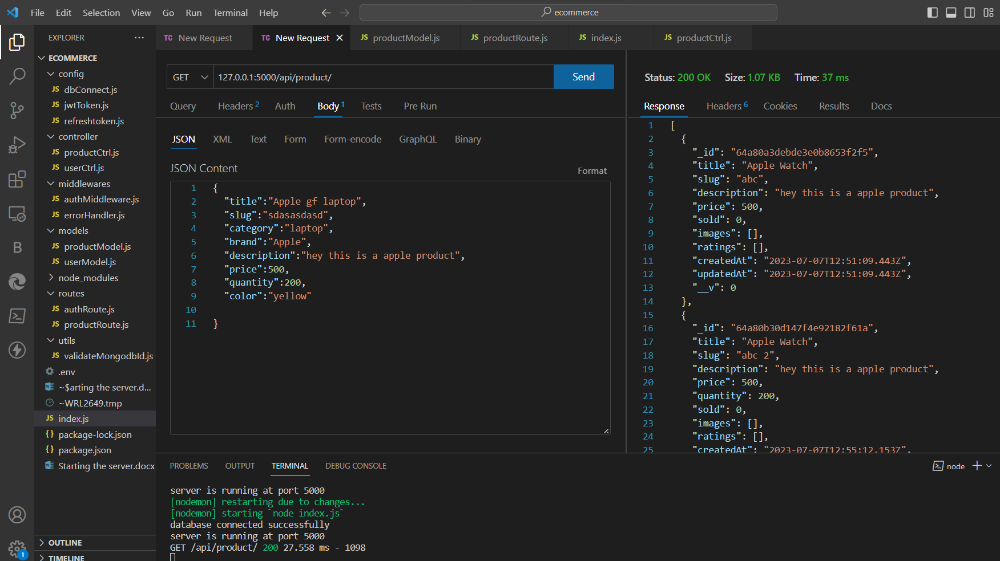 File Edit Selection View Go Run Terminal Help
ecommerce
EXPLORER
ECOMMERCE
config
JS dbConnect.js
JS jwtToken.js
JS refreshtoken.js
controller
JS productCtrl.js
JS userCtrl.js
middlewares
JS authMiddleware.js
JS errorHandler.js
models
JS productModel.js
JS userModel.js
node_modules
routes
JS authRoute.js
JS productRoute.js
utils
JS validateMongodbId.js
.env
~$arting the server.d...
~WRL2649.tmp
JS index.js
{} package-lock.json
{} package.json
Starting the server.docx
OUTLINE
TIMELINE
B
1
TC New Request
TC New Request
JS productModel.js
JS productRoute.js
JS index.js
JS productCtrl.js
GET 127.0.0.1:5000/api/product/ Send
Query Headers 2 Auth Body 1 Tests Pre Run
JSON XML Text Form Form-encode GraphQL Binary
JSON Content
Format
1 {
2 "title":"Apple gf laptop",
3 "slug":"sdasasdasd",
4 "category":"laptop",
5 "brand":"Apple",
6 "description":"hey this is a apple product",
7 "price":500,
8 "quantity":200,
9 "color":"yellow"
10
11 }
Status: 200 OK Size: 1.07 KB Time: 37 ms
Response Headers 6 Cookies Results Docs
1 [
2 {
3 "_id": "64a80a3debde3e0b8653f2f5",
4 "title": "Apple Watch",
5 "slug": "abc",
6 "description": "hey this is a apple product",
7 "price": 500,
8 "sold": 0,
9 "images": [],
10 "ratings": [],
11 "createdAt": "2023-07-07T12:51:09.443Z",
12 "updatedAt": "2023-07-07T12:51:09.443Z",
13 "__v": 0
14 },
15 {
16 "_id": "64a80b30d147f4e92182f61a",
17 "title": "Apple Watch",
18 "slug": "abc 2",
19 "description": "hey this is a apple product",
20 "price": 500,
21 "quantity": 200,
22 "sold": 0,
23 "images": [],
24 "ratings": [],
25 "createdAt": "2023-07-07T12:55:12.153Z",
PROBLEMS OUTPUT TERMINAL DEBUG CONSOLE
node
server is running at port 5000
[nodemon] restarting due to changes...
[nodemon] starting `node index.js`
database connected successfully
server is running at port 5000
GET /api/product/ 200 27.558 ms - 1098